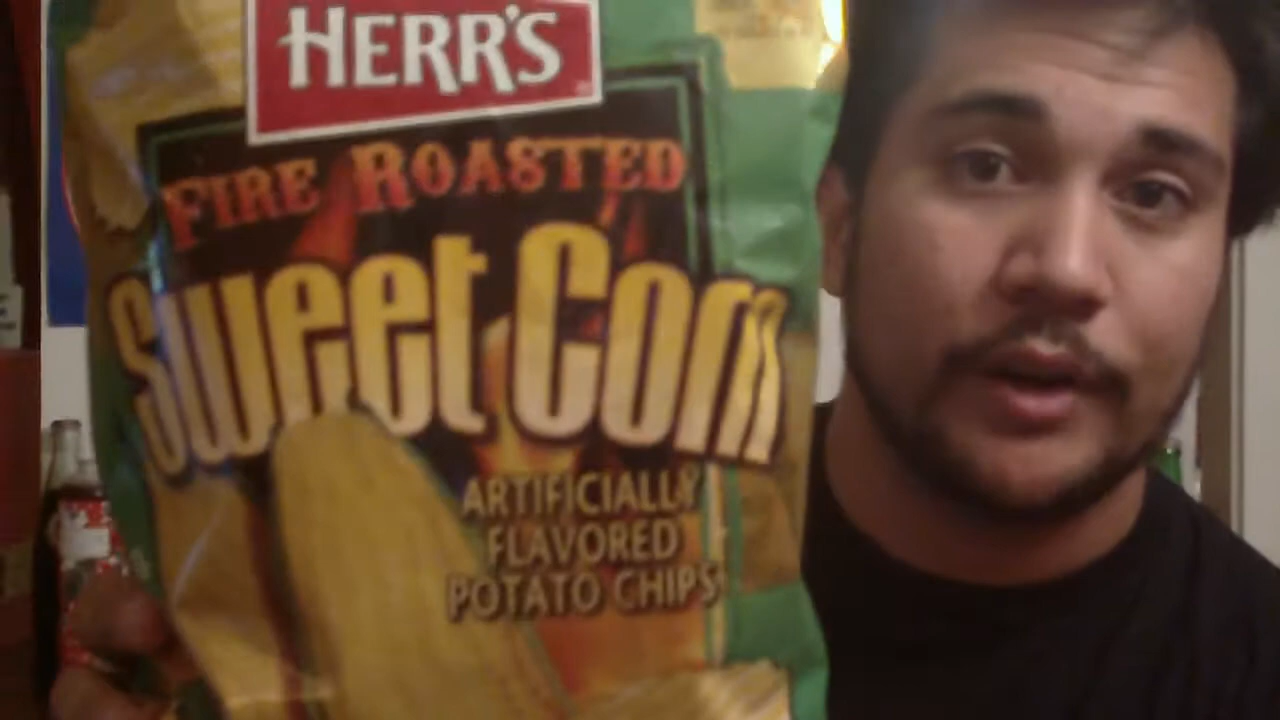 HERR'S
FIRE ROASTED
Sweet Corn
ARTIFICIALLY
FLAVORED
POTATO CHIPS